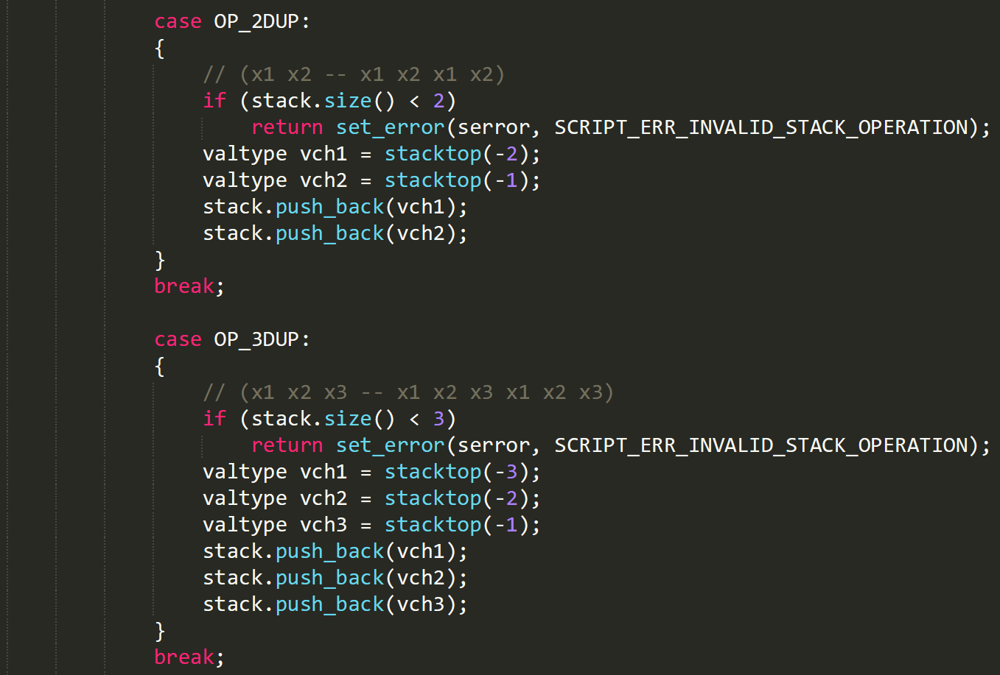 case OP_2DUP:
{
// (x1 x2 -- x1 x2 x1 x2)
if (stack.size() < 2)
return set_error(serror, SCRIPT_ERR_INVALID_STACK_OPERATION);
valtype vch1 = stacktop(-2);
valtype vch2 = stacktop(-1);
stack.push_back(vch1);
stack.push_back(vch2);
}
break;
case OP_3DUP:
{
// (x1 x2 x3 -- x1 x2 x3 x1 x2 x3)
if (stack.size() < 3)
return set_error(serror, SCRIPT_ERR_INVALID_STACK_OPERATION);
valtype vch1 = stacktop(-3);
valtype vch2 = stacktop(-2);
valtype vch3 = stacktop(-1);
stack.push_back(vch1);
stack.push_back(vch2);
stack.push_back(vch3);
}
break;